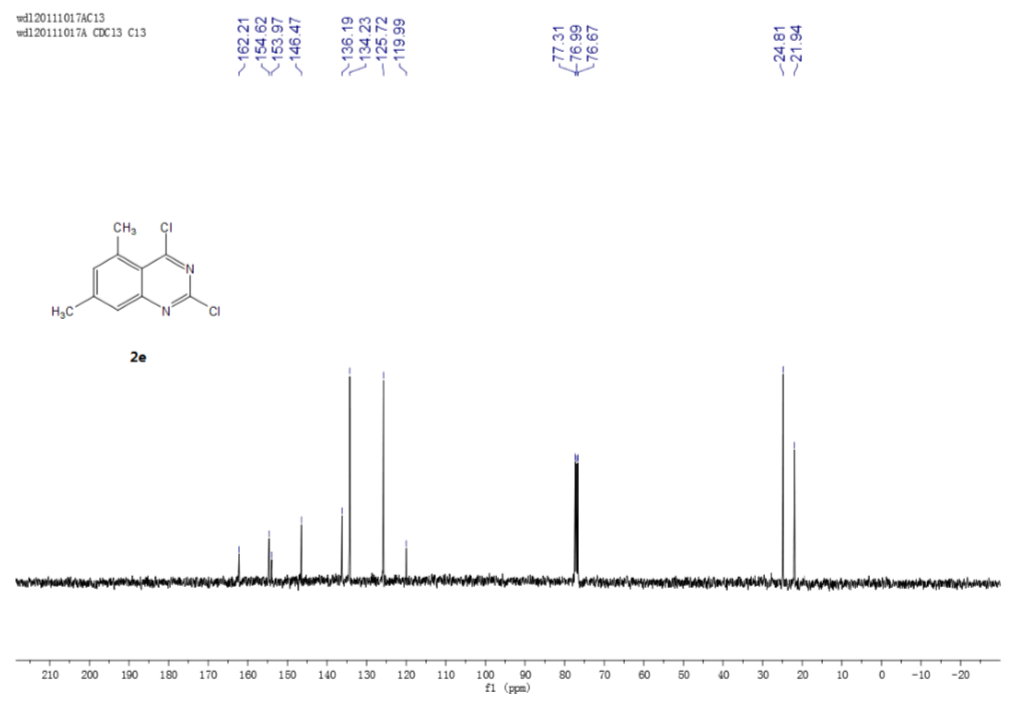 wdl20111017AC13
wdl20111017A CDCl3 C13
162.21
154.62
153.97
146.47
136.19
134.23
125.72
119.99
77.31
76.99
76.67
24.81
21.94
CH3 Cl
N
H3C N Cl
2e
210 200 190 180 170 160 150 140 130 120 110 100 90 80 70 60 50 40 30 20 10 0 -10 -20
f1 (ppm)